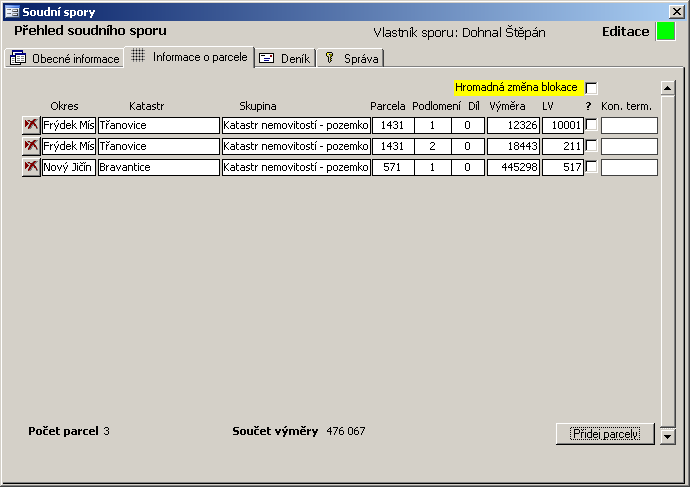 Soudní spory
Přehled soudního sporu Vlastník sporu: Dohnal Štěpán Editace
Obecné informace Informace o parcele Deník Správa
Hromadná změna blokace
Okres Katastr Skupina Parcela Podlomení Díl Výměra LV ? Kon. term.
Frýdek Mís Třanovice Katastr nemovitostí - pozemko 1431 1 0 12326 10001
Frýdek Mís Třanovice Katastr nemovitostí - pozemko 1431 2 0 18443 211
Nový Jičín Bravantice Katastr nemovitostí - pozemko 571 1 0 445298 517
Počet parcel 3 Součet výměry 476 067 Přidej parcely